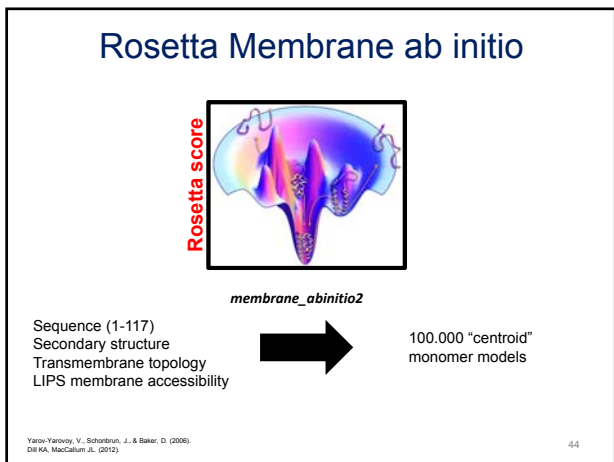 Rosetta Membrane ab initio
Rosetta score
membrane_abinitio2
Sequence (1-117)
Secondary structure
Transmembrane topology
LIPS membrane accessibility
100.000 “centroid”
monomer models
Yarov-Yarovoy, V., Schonbrun, J., & Baker, D. (2006).
Dill KA, MacCallum JL. (2012).
44